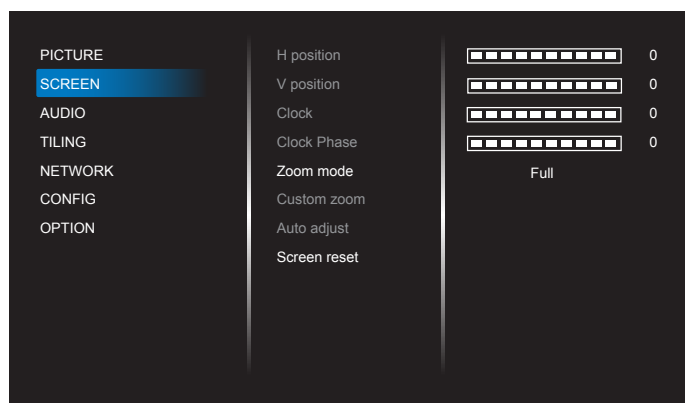 PICTURE H position 0
SCREEN V position 0
AUDIO Clock 0
TILING Clock Phase 0
NETWORK Zoom mode Full
CONFIG Custom zoom
OPTION Auto adjust
Screen reset